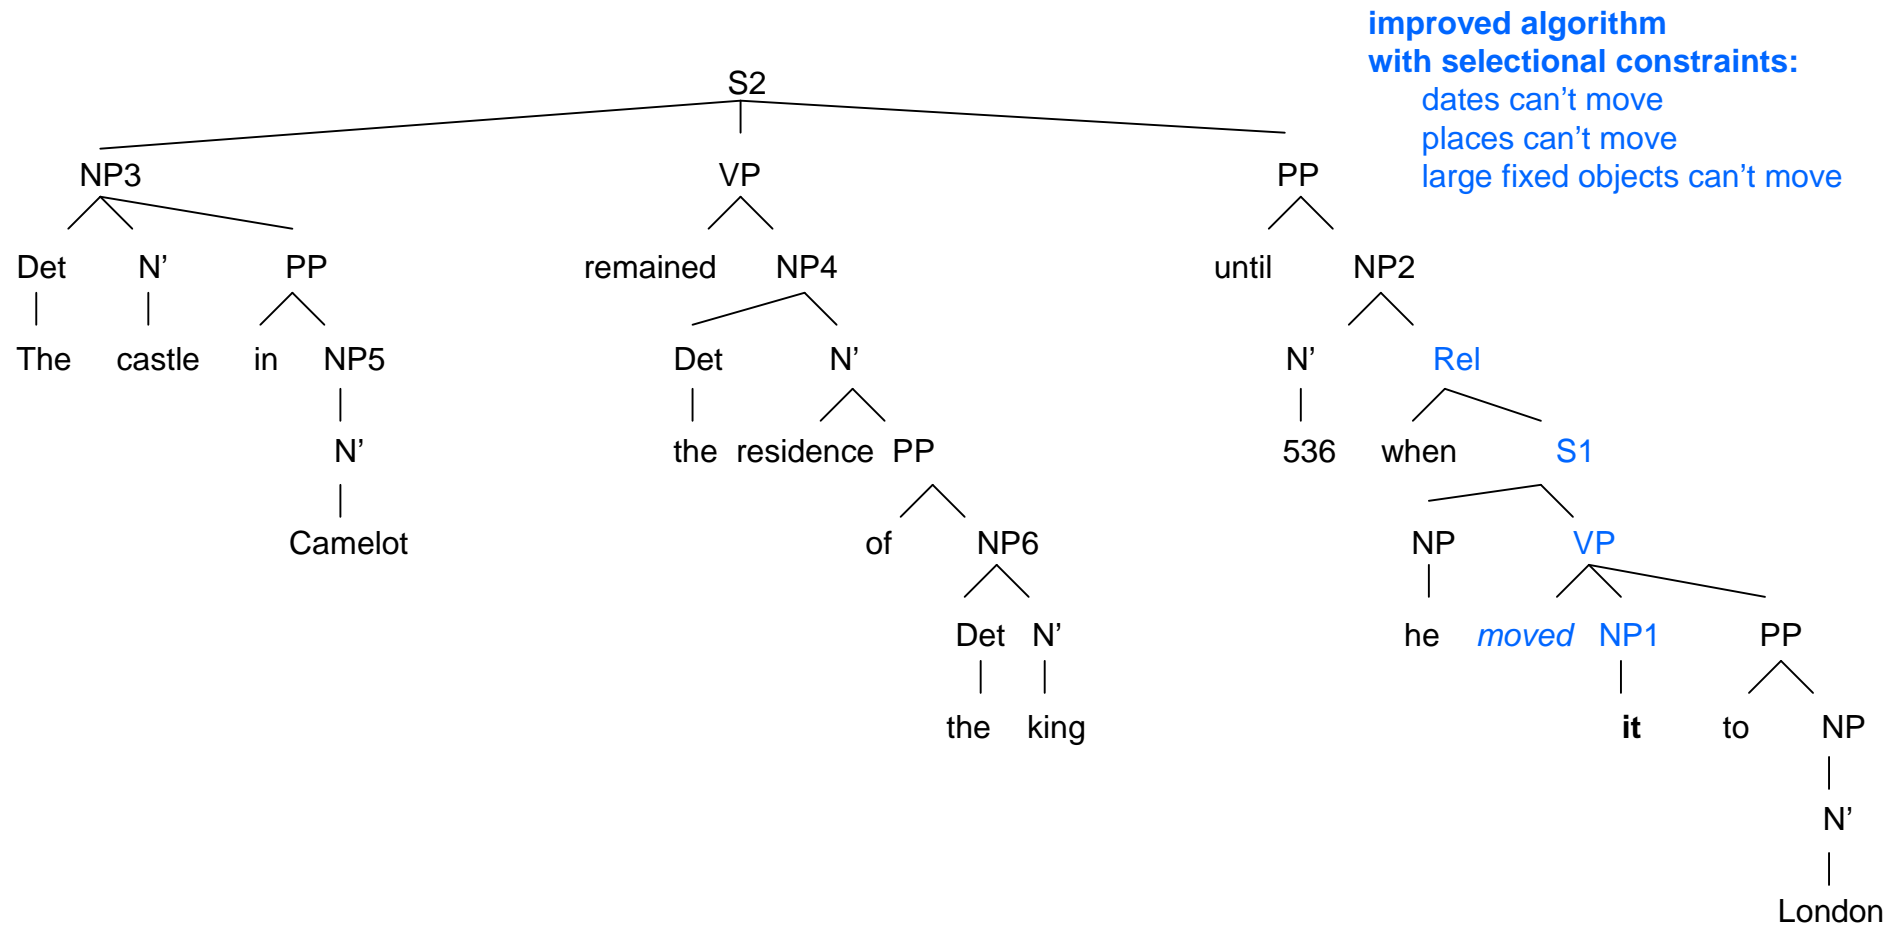 improved algorithm
with selectional constraints:
dates can’t move
places can’t move
large fixed objects can’t move
S2
NP3 VP PP
Det N’ PP remained NP4 until NP2
The castle in NP5 Det N’ N’ Rel
N’ the residence PP 536 when S1
Camelot of NP6 NP VP
Det N’ he moved NP1 PP
the king it to NP
N’
London